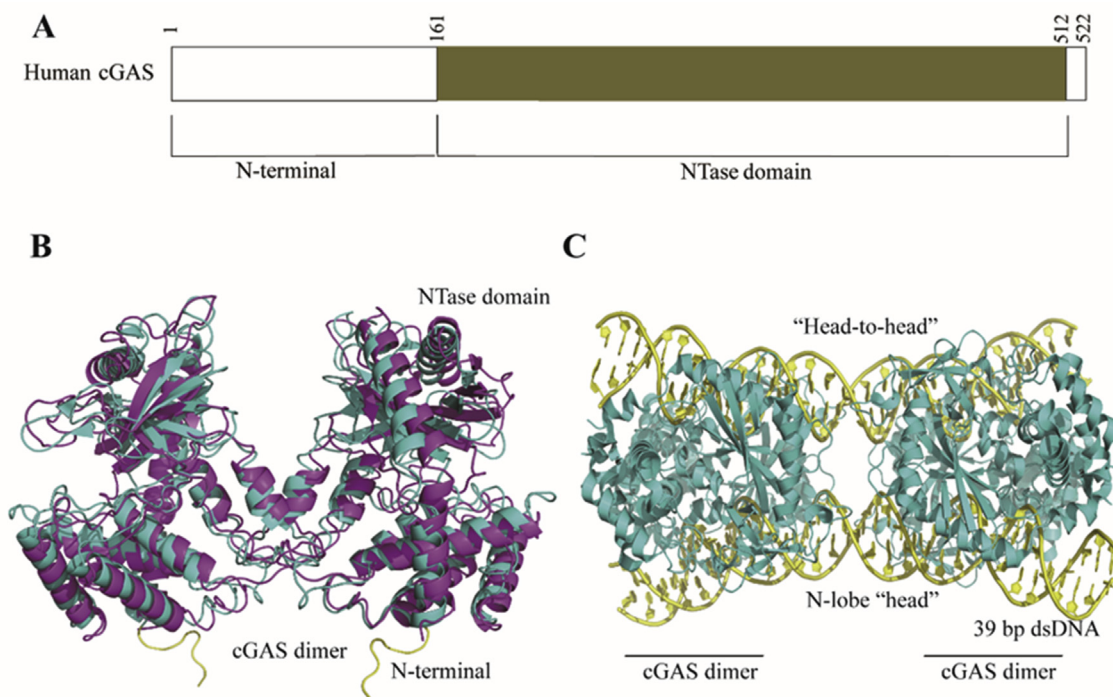 A
1
161
512
522
Human cGAS
N-terminal
NTase domain
B
NTase domain
cGAS dimer
N-terminal
C
“Head-to-head”
N-lobe “head”
39 bp dsDNA
cGAS dimer
cGAS dimer